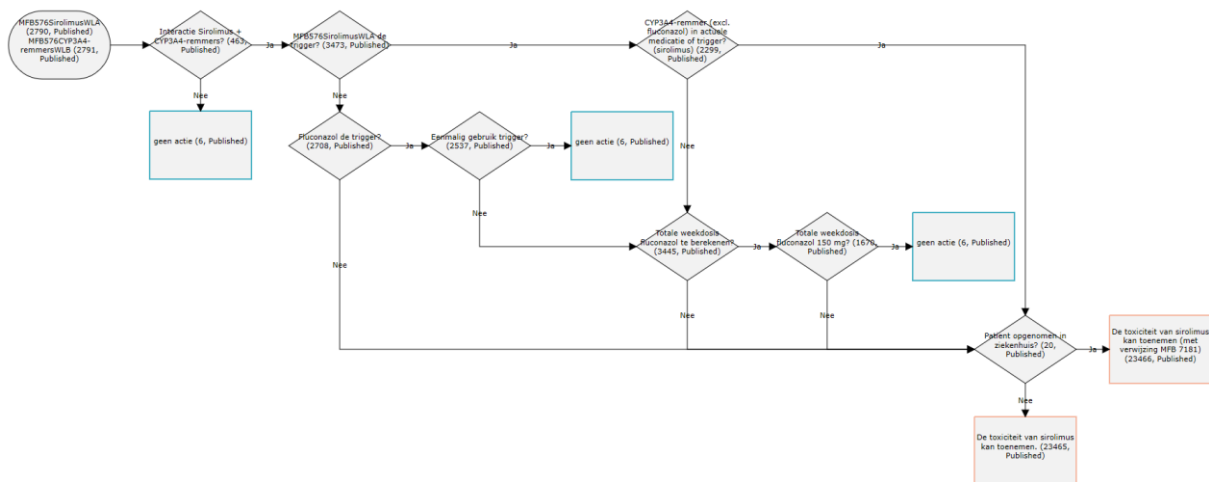 MFB576SirolimusWLA
(2790, Published)
MFB576CYP3A4-
remmersWLB (2791,
Published)
Interactie Sirolimus +
CYP3A4-remmers? (463,
Published)
Ja
MFB576SirolimusWLA de
trigger? (3473, Published)
Ja
CYP3A4-remmer (excl.
fluconazol) in actuele
medicatie of trigger?
(sirolimus) (2299,
Published)
Ja
Nee
Nee
geen actie (6, Published)
Fluconazol de trigger?
(2708, Published)
Ja
Eenmalig gebruik trigger?
(2537, Published)
Ja
geen actie (6, Published)
Nee
Nee
Totale weekdosis
fluconazol te berekenen?
(3445, Published)
Ja
Totale weekdosis
fluconazol 150 mg? (1670,
Published)
Ja
geen actie (6, Published)
Nee
Nee
Nee
Patient opgenomen in
ziekenhuis? (20,
Published)
Ja
De toxiciteit van sirolimus
kan toenemen (met
verwijzing MFB 7181)
(23466, Published)
Nee
De toxiciteit van sirolimus
kan toenemen. (23465,
Published)